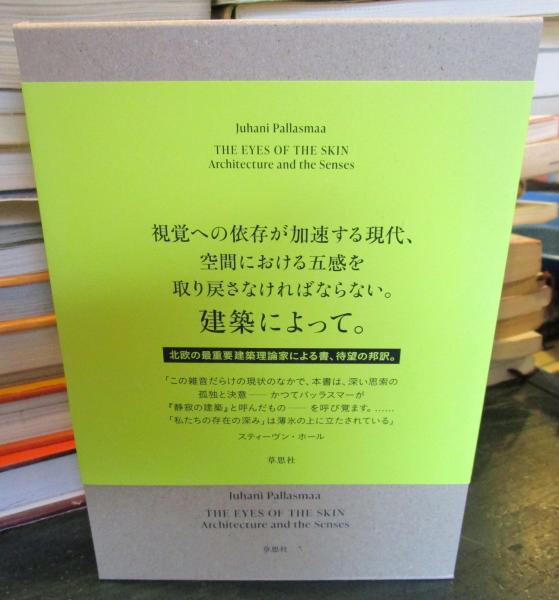 Juhani Pallasmaa
THE EYES OF THE SKIN
Architecture and the Senses
視覚への依存が加速する現代、
空間における五感を
取り戻さなければならない。
建築によって。
北欧の最重要建築理論家による書、待望の邦訳。
「この雑音だらけの現状のなかで、本書は、深い思索の
孤独と決意――かつてパッラスマーが
『静寂の建築』と呼んだもの――を呼び覚ます。……
「私たちの存在の深み」は薄氷の上に立たされている」
スティーヴン・ホール
草思社
Juhani Pallasmaa
THE EYES OF THE SKIN
Architecture and the Senses
草思社